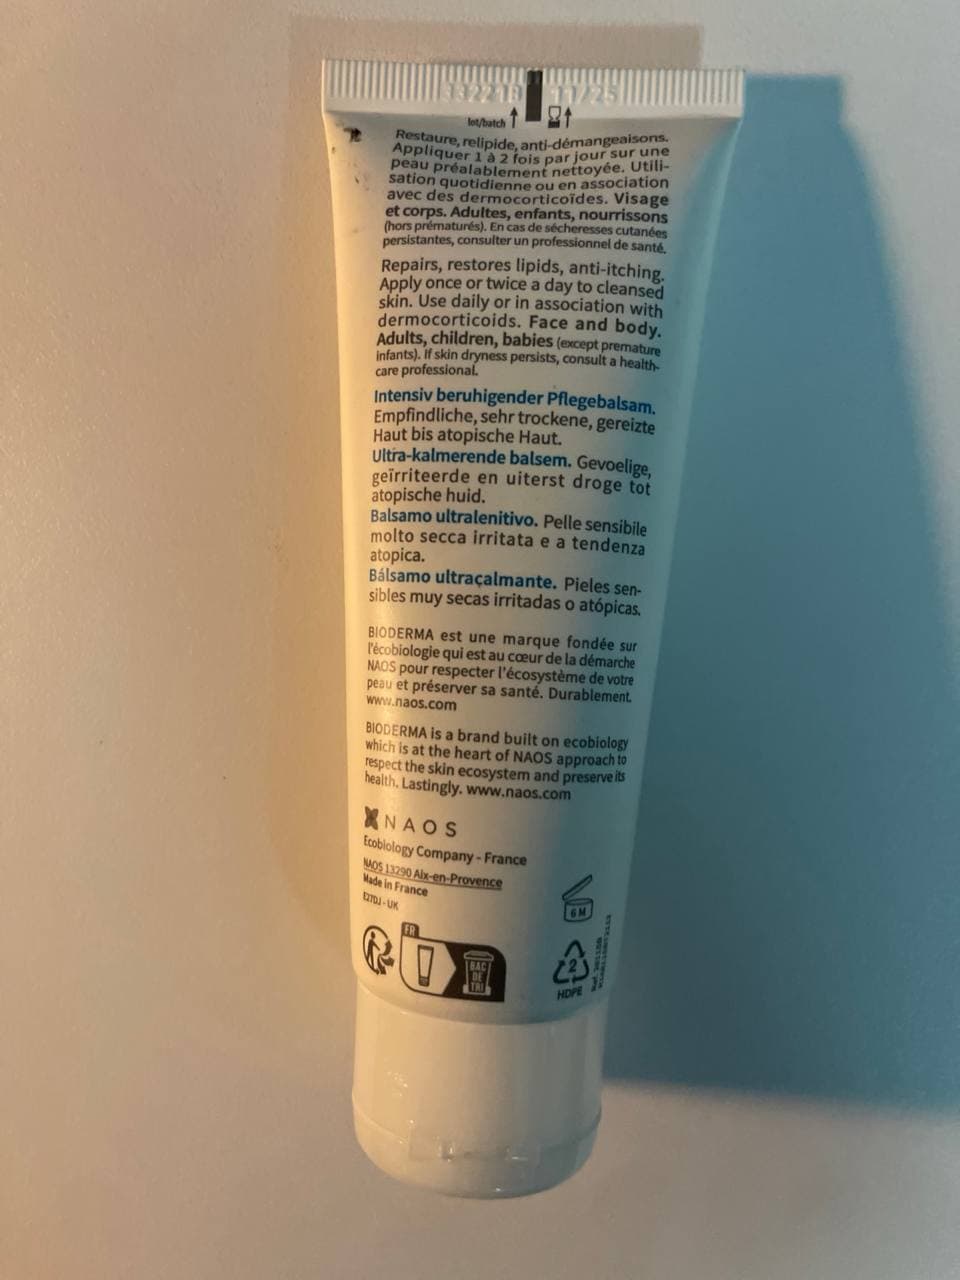 11/25
lot/batch
Restaure, relipide, anti-démangeaisons.
Appliquer 1 à 2 fois par jour sur une
peau préalablement nettoyée. Utili-
sation quotidienne ou en association
avec des dermocorticoïdes. Visage
et corps. Adultes, enfants, nourrissons
(hors prématurés). En cas de sécheresses cutanées
persistantes, consulter un professionnel de santé.
Repairs, restores lipids, anti-itching.
Apply once or twice a day to cleansed
skin. Use daily or in association with
dermocorticoids. Face and body.
Adults, children, babies (except premature
infants). If skin dryness persists, consult a health-
care professional.
Intensiv beruhigender Pflegebalsam.
Empfindliche, sehr trockene, gereizte
Haut bis atopische Haut.
Ultra-kalmerende balsem. Gevoelige,
geïrriteerde en uiterst droge tot
atopische huid.
Balsamo ultralenitivo. Pelle sensibile
molto secca irritata e a tendenza
atopica.
Bálsamo ultraçalmante. Pieles sen-
sibles muy secas irritadas o atópicas.
BIODERMA est une marque fondée sur
l'écobiologie qui est au cœur de la démarche
NAOS pour respecter l'écosystème de votre
peau et préserver sa santé. Durablement.
www.naos.com
BIODERMA is a brand built on ecobiology
which is at the heart of NAOS approach to
respect the skin ecosystem and preserve its
health. Lastingly. www.naos.com
NAOS
Ecobiology Company - France
NAOS 13290 Aix-en-Provence
Made in France
E27DJ - UK
6 M
FR
BAC
DE
TRI
2
HDPE